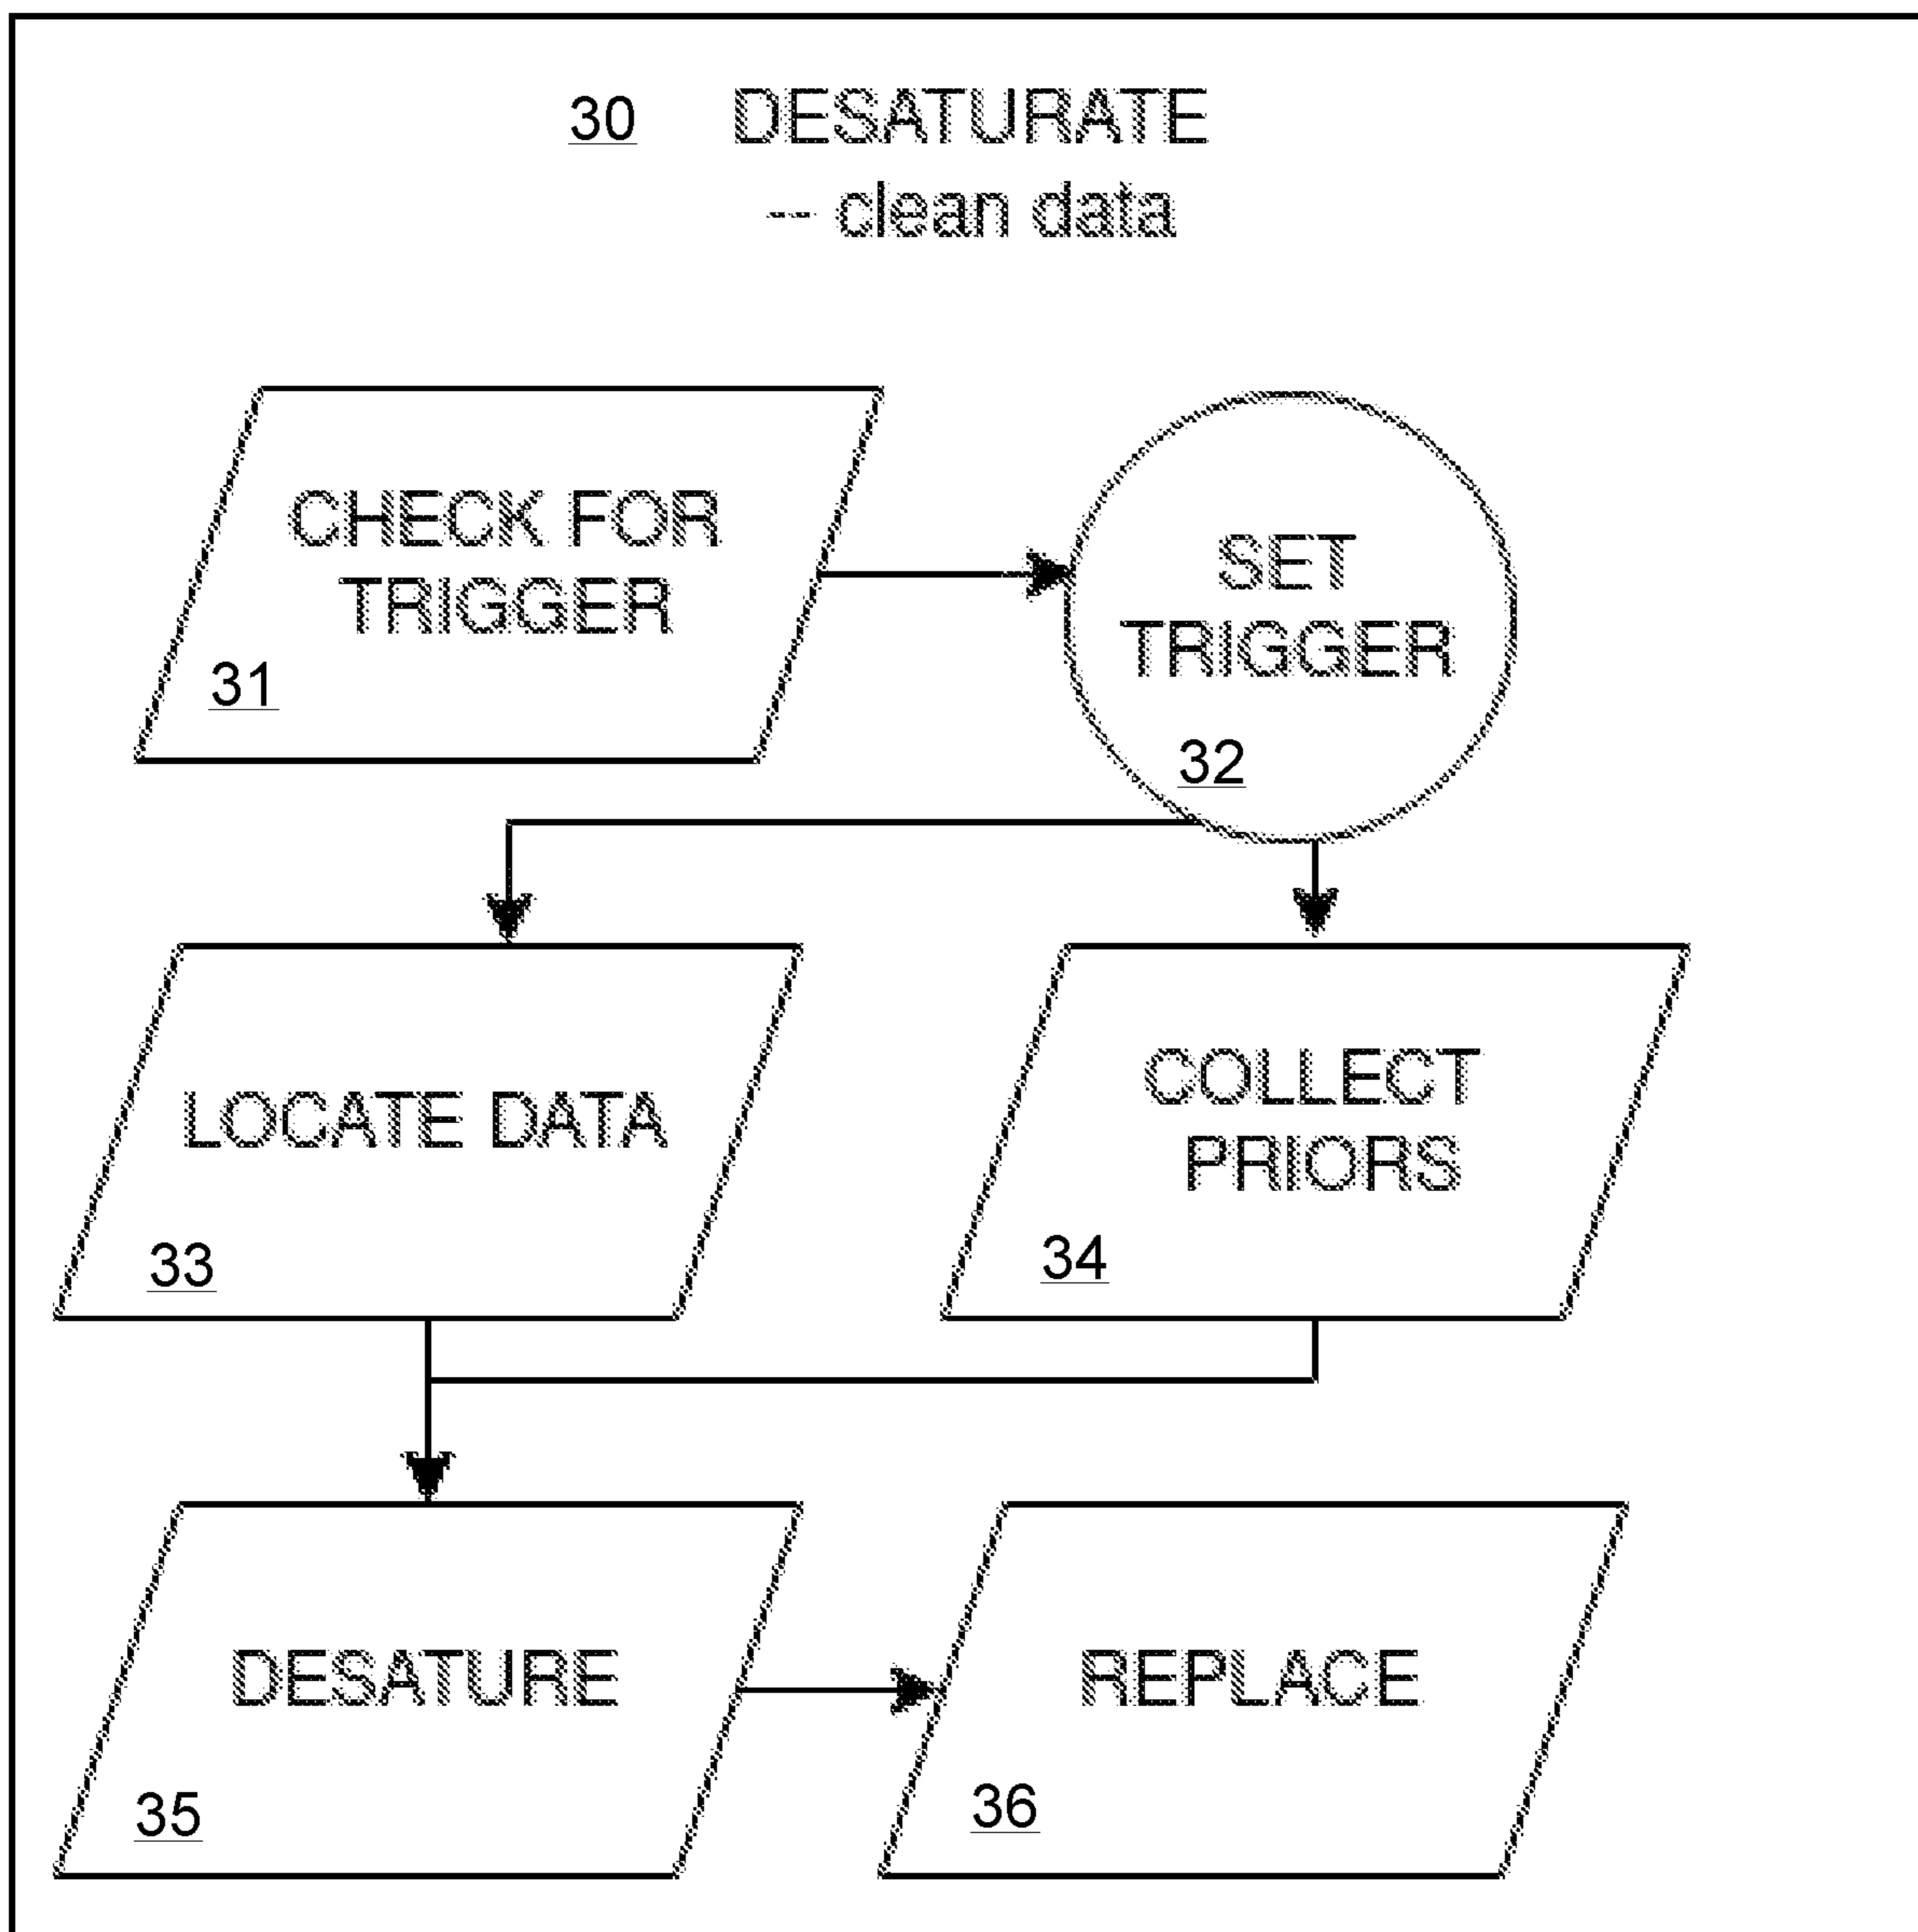 30 DESATURATE
-- clean data
CHECK FOR
TRIGGER
31
SET
TRIGGER
32
LOCATE DATA
33
COLLECT
PRIORS
34
DESATURE
35
REPLACE
36